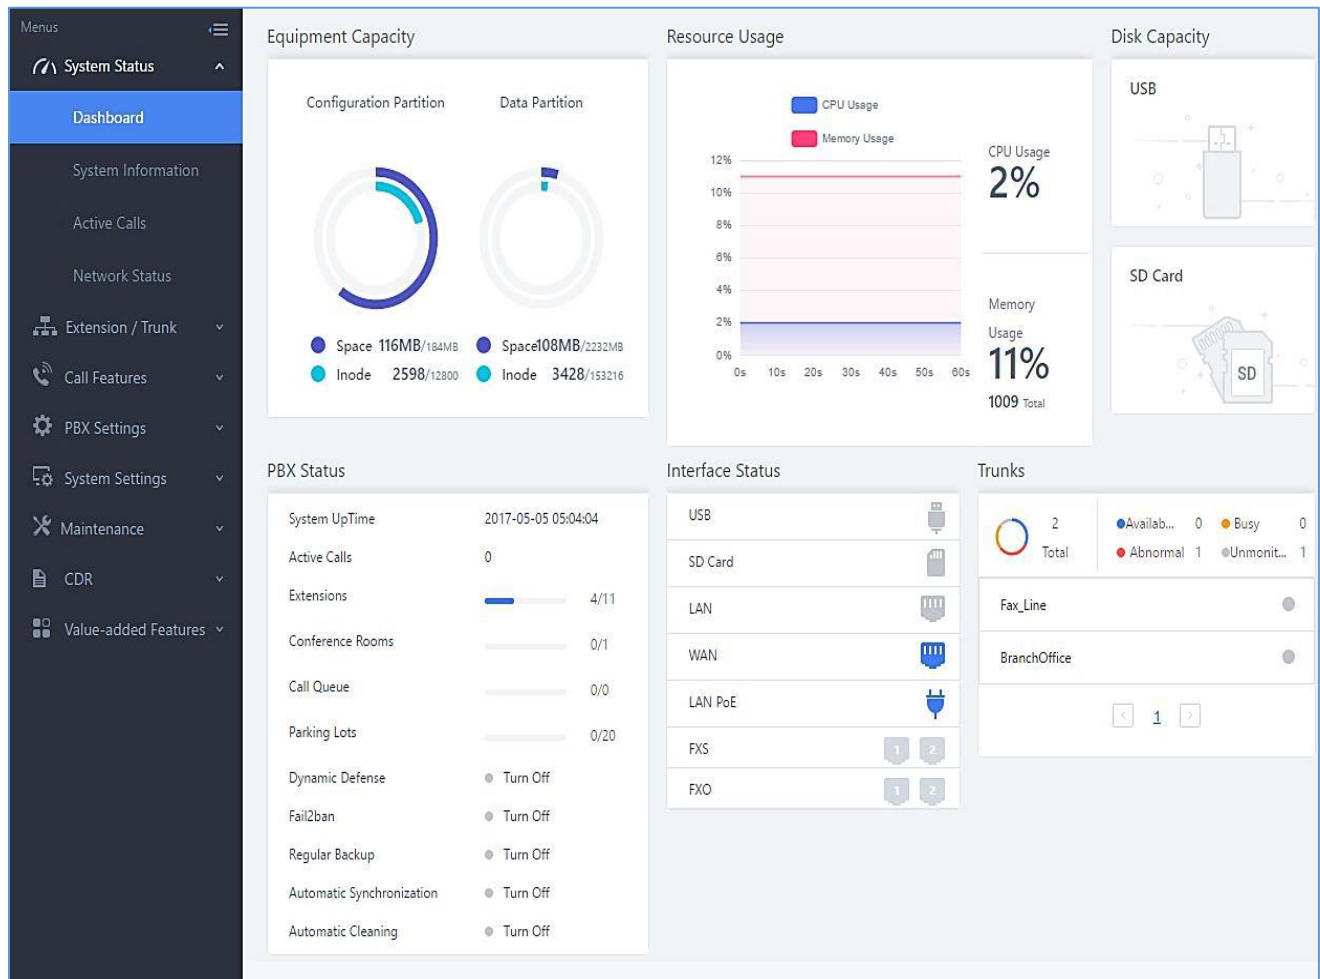 Menus
System Status
Dashboard
System Information
Active Calls
Network Status
Extension / Trunk
Call Features
PBX Settings
System Settings
Maintenance
CDR
Value-added Features
Equipment Capacity
Configuration Partition
Data Partition
Space 116MB/184MB
Inode 2598/12800
Space108MB/2232MB
Inode 3428/153216
Resource Usage
CPU Usage
Memory Usage
12%
10%
8%
6%
4%
2%
0%
0s 10s 20s 30s 40s 50s 60s
CPU Usage
2%
Memory
Usage
11%
1009 Total
Disk Capacity
USB
SD Card
SD
PBX Status
System UpTime 2017-05-05 05:04:04
Active Calls 0
Extensions 4/11
Conference Rooms 0/1
Call Queue 0/0
Parking Lots 0/20
Dynamic Defense Turn Off
Fail2ban Turn Off
Regular Backup Turn Off
Automatic Synchronization Turn Off
Automatic Cleaning Turn Off
Interface Status
USB
SD Card
LAN
WAN
LAN PoE
FXS 1 2
FXO 1 2
Trunks
2
Total
Availab... 0 Busy 0
Abnormal 1 Unmonit... 1
Fax_Line
BranchOffice
< 1 >